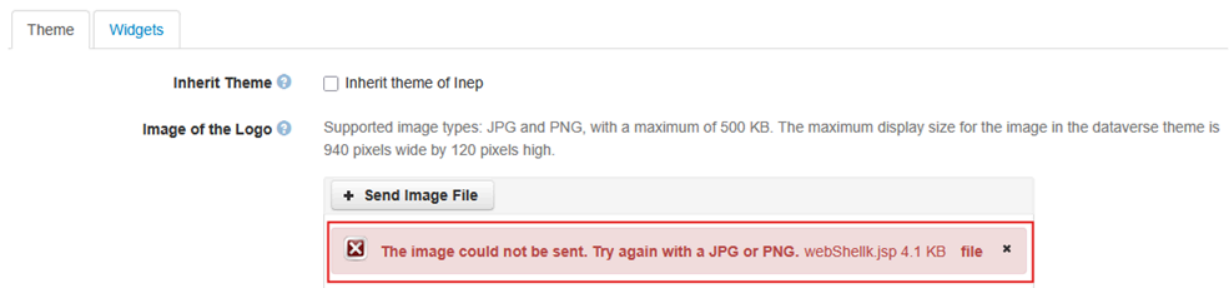 Theme Widgets
Inherit Theme ? Inherit theme of Inep
Image of the Logo ? Supported image types: JPG and PNG, with a maximum of 500 KB. The maximum display size for the image in the dataverse theme is
940 pixels wide by 120 pixels high.
+ Send Image File
The image could not be sent. Try again with a JPG or PNG. webShellk.jsp 4.1 KB file ×